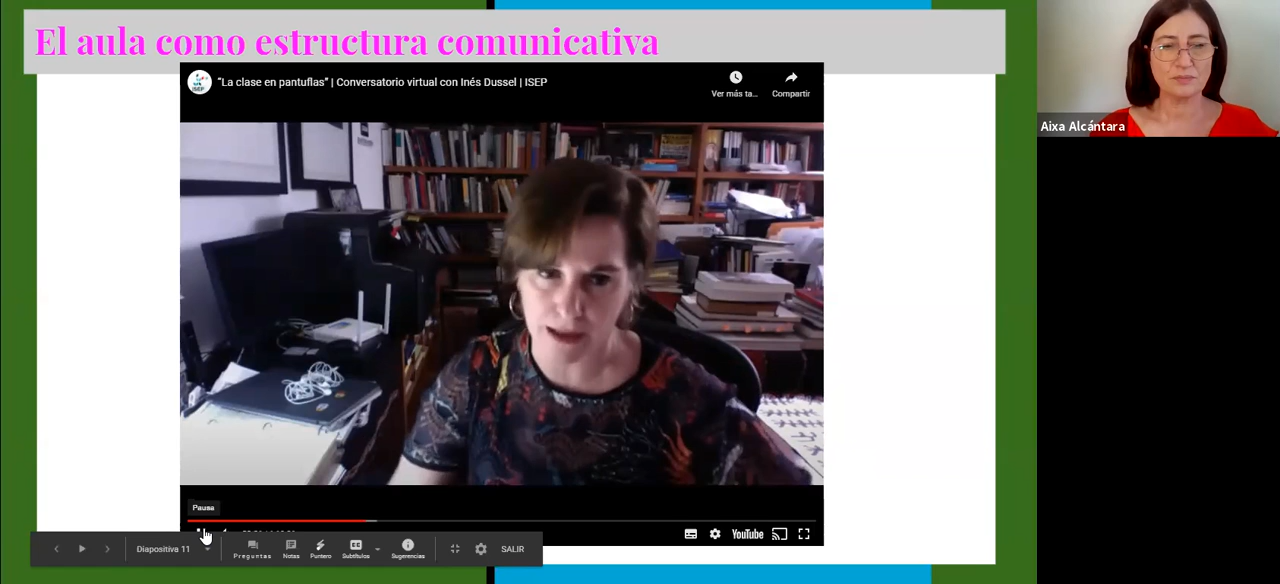 El aula como estructura comunicativa
ISEP
"La clase en pantuflas" | Conversatorio virtual con Inés Dussel | ISEP
Ver más ta...
Compartir
Aixa Alcántara
Pausa
YouTube
Diapositiva 11
Preguntas
Notas
Puntero
Subtítulos
Sugerencias
SALIR